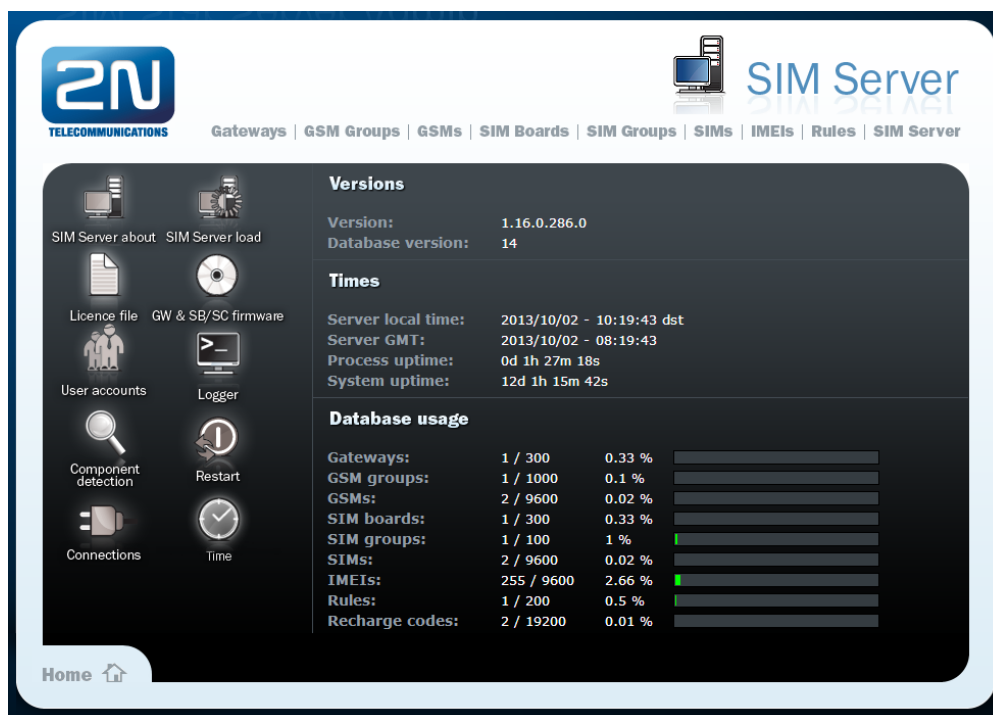 2N
TELECOMMUNICATIONS
SIM Server
Gateways | GSM Groups | GSMs | SIM Boards | SIM Groups | SIMs | IMEIs | Rules | SIM Server
SIM Server about
SIM Server load
Licence file
GW & SB/SC firmware
User accounts
Logger
Component
detection
Restart
Connections
Time
Versions
Version: 1.16.0.286.0
Database version: 14
Times
Server local time: 2013/10/02 - 10:19:43 dst
Server GMT: 2013/10/02 - 08:19:43
Process uptime: 0d 1h 27m 18s
System uptime: 12d 1h 15m 42s
Database usage
Gateways: 1 / 300 0.33 %
GSM groups: 1 / 1000 0.1 %
GSMs: 2 / 9600 0.02 %
SIM boards: 1 / 300 0.33 %
SIM groups: 1 / 100 1 %
SIMs: 2 / 9600 0.02 %
IMEIs: 255 / 9600 2.66 %
Rules: 1 / 200 0.5 %
Recharge codes: 2 / 19200 0.01 %
Home